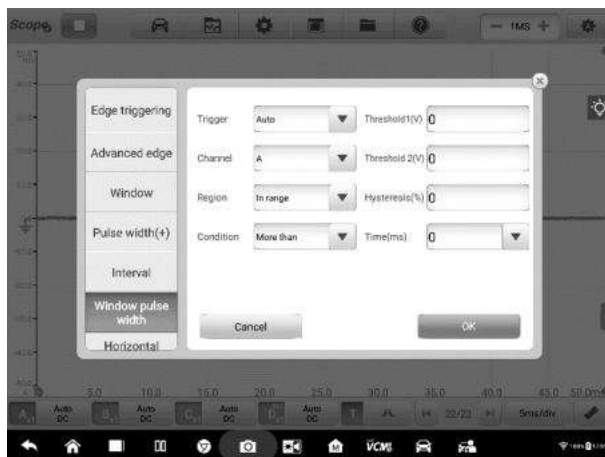 Scope
1MS
Edge triggering
Advanced edge
Window
Pulse width(+)
Interval
Window pulse
width
Horizontal
Trigger Auto Threshold1(V) 0
Channel A Threshold 2(V) 0
Region In range Hysteresis(%) 0
Condition More than Time(ms) 0
Cancel OK
5.0 10.0 15.0 20.0 25.0 30.0 35.0 40.0 45.0 50.0m
A Auto DC B Auto DC C Auto DC D Auto DC T 22/22 5ms/div
VCMI